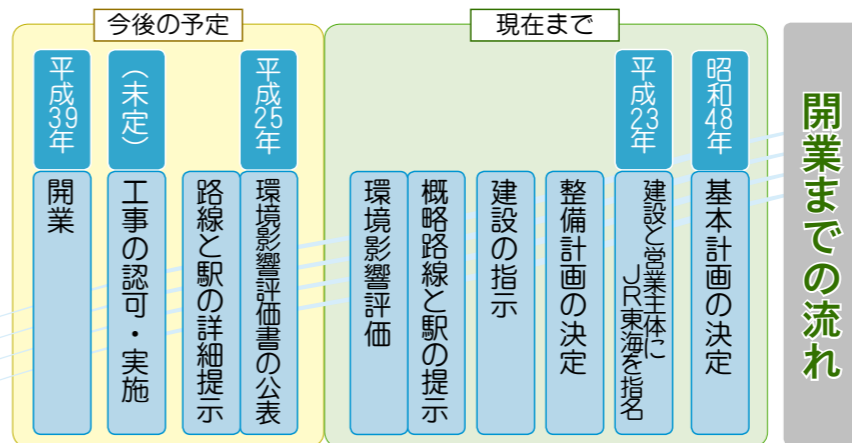 開業までの流れ
現在まで
昭和48年
基本計画の決定
平成23年
建設と営業主体に
JR東海を指名
整備計画の決定
建設の指示
概略路線と駅の提示
環境影響評価
今後の予定
平成25年
環境影響評価書の公表
路線と駅の詳細提示
(未定)
工事の認可・実施
平成39年
開業